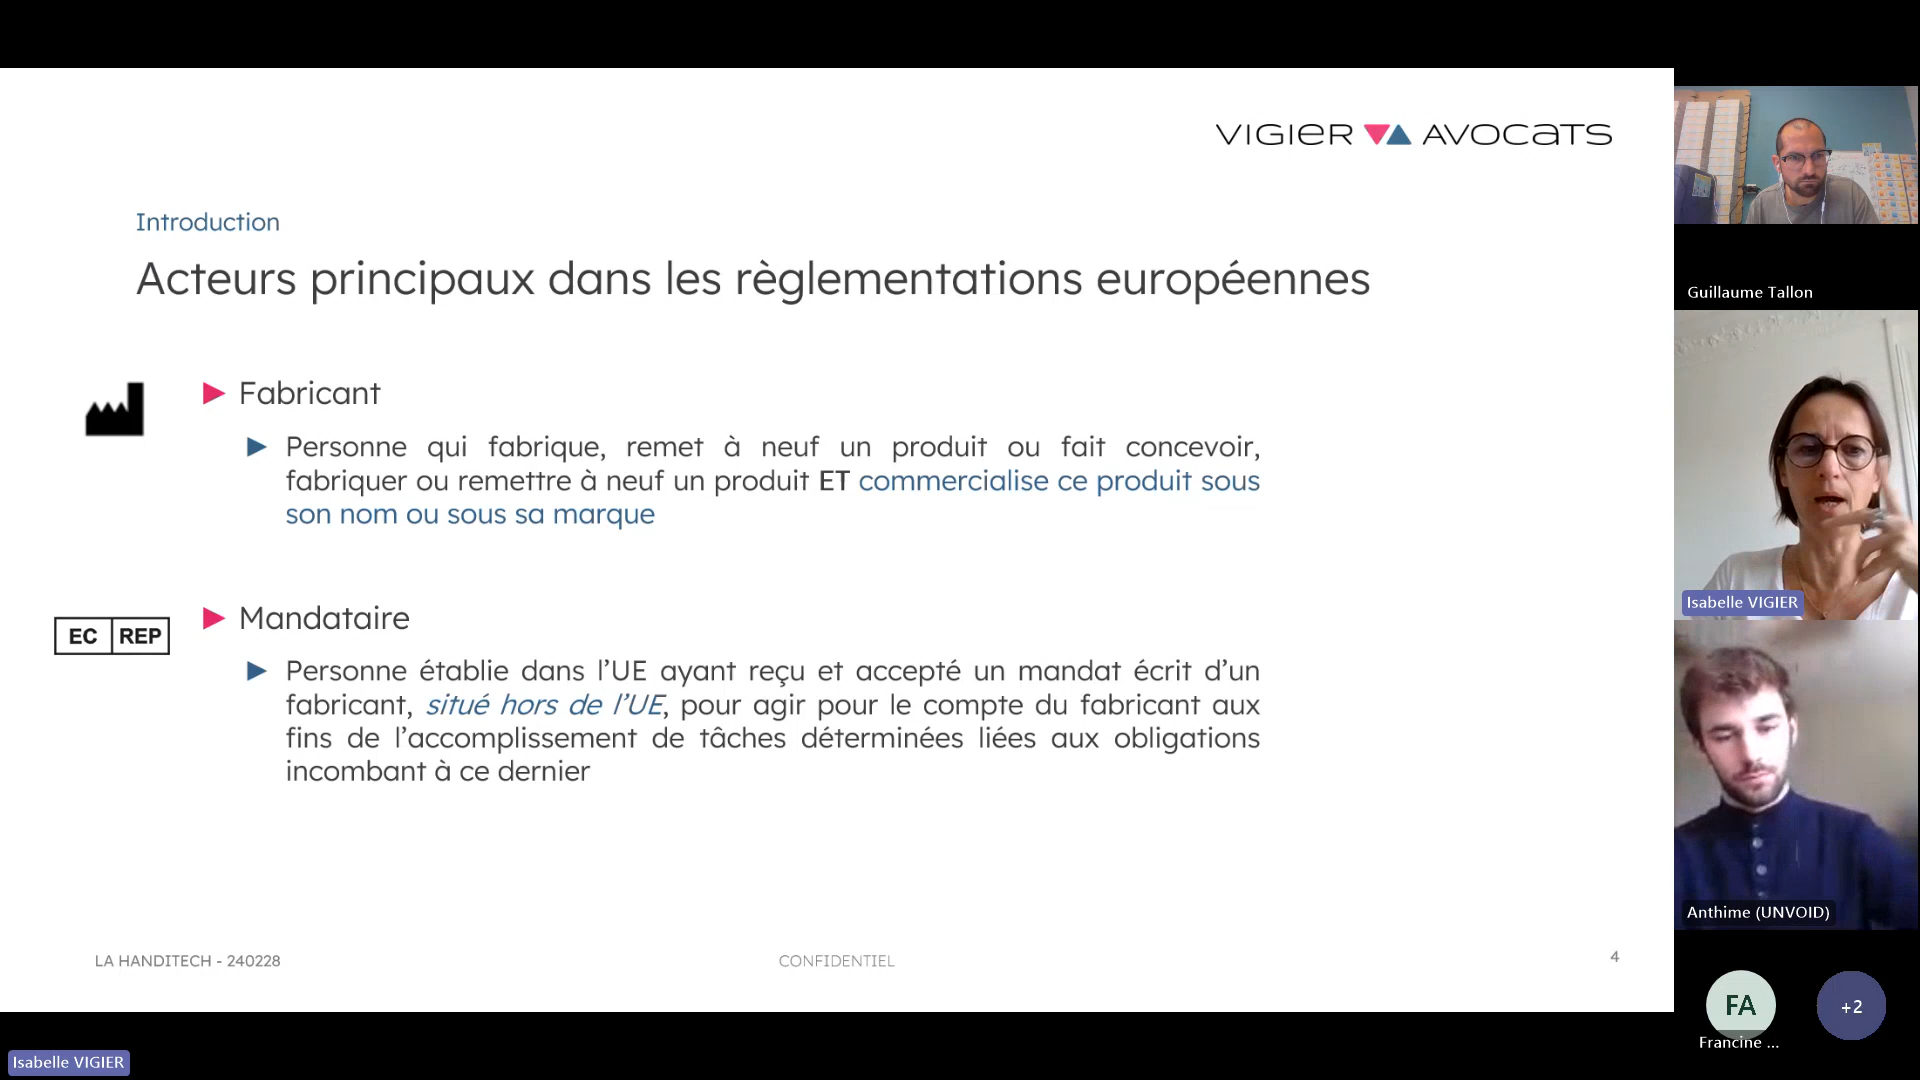 VIGIER AVOCATS
Introduction
Acteurs principaux dans les règlementations européennes
Fabricant
Personne qui fabrique, remet à neuf un produit ou fait concevoir,
fabriquer ou remettre à neuf un produit ET commercialise ce produit sous
son nom ou sous sa marque
EC REP
Mandataire
Personne établie dans l’UE ayant reçu et accepté un mandat écrit d’un
fabricant, situé hors de l’UE, pour agir pour le compte du fabricant aux
fins de l’accomplissement de tâches déterminées liées aux obligations
incombant à ce dernier
LA HANDITECH - 240228
CONFIDENTIEL
4
Guillaume Tallon
Isabelle VIGIER
Anthime (UNVOID)
FA
+2
Francine ...
Isabelle VIGIER